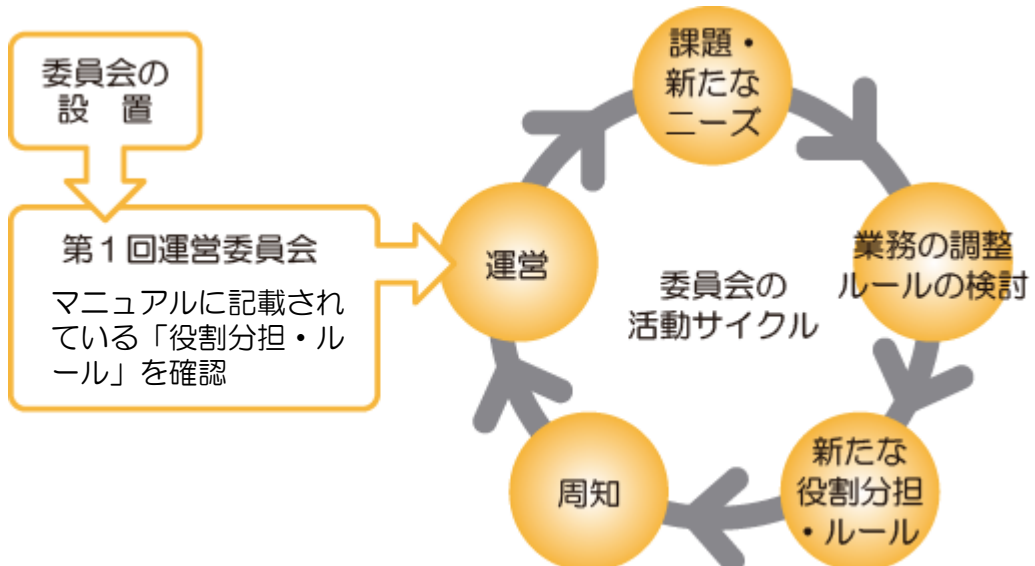 委員会の
設　置
第１回運営委員会
マニュアルに記載され
ている「役割分担・ル
ール」を確認
運営
課題・
新たな
ニーズ
業務の調整
ルールの検討
新たな
役割分担
・ルール
周知
委員会の
活動サイクル